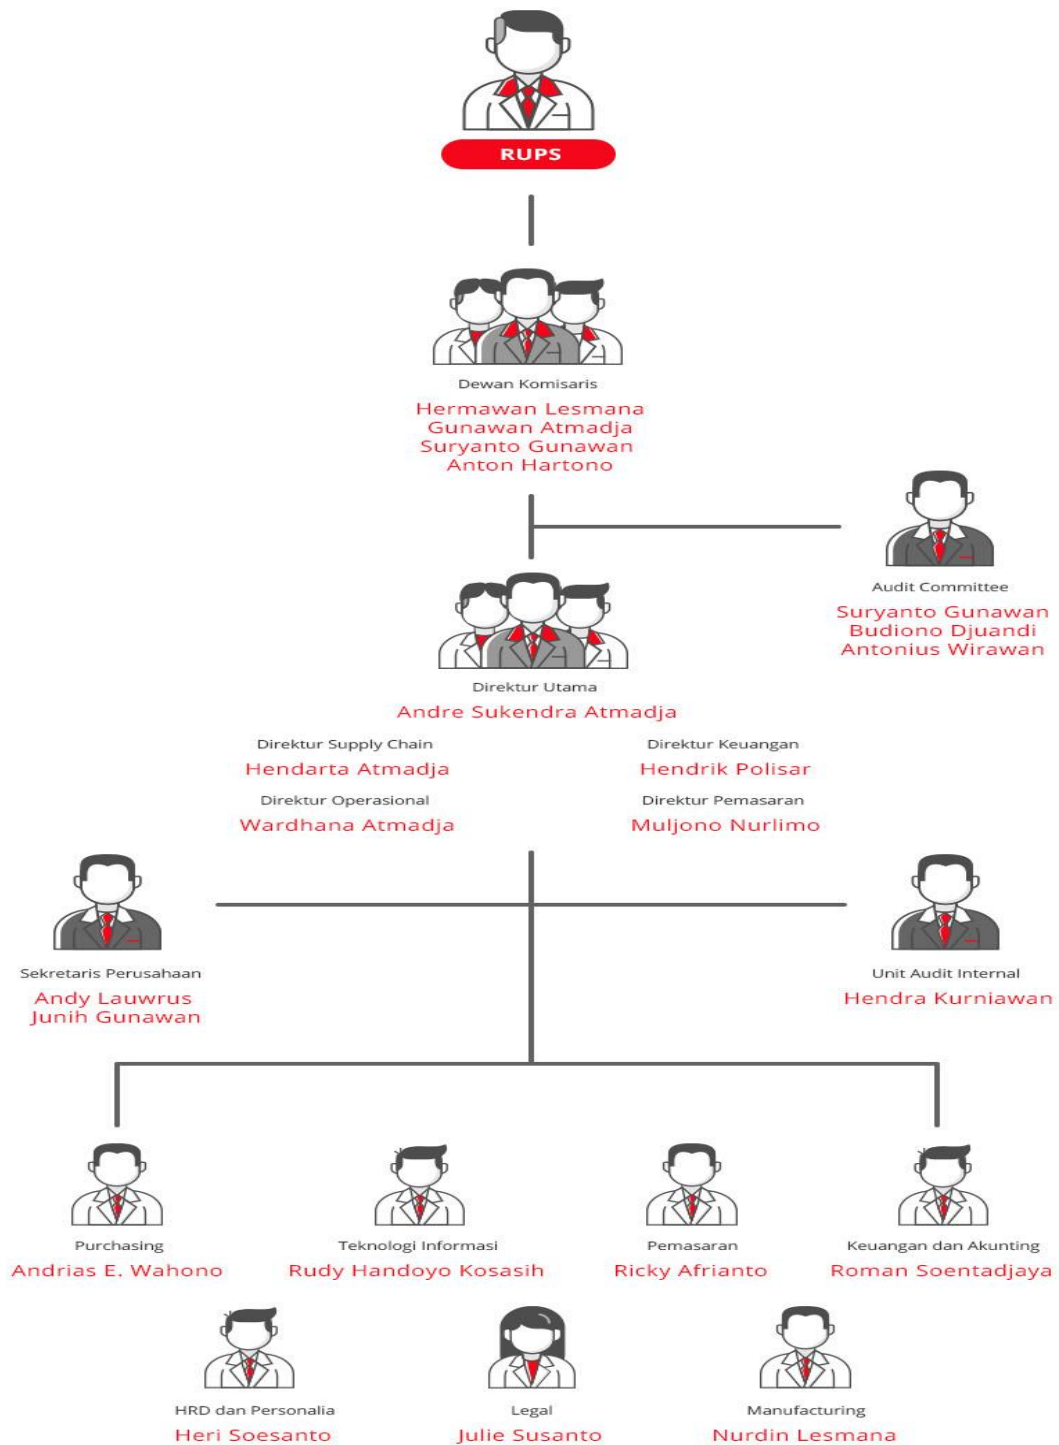 RUPS
Dewan Komisaris
Hermawan Lesmana
Gunawan Atmadja
Suryanto Gunawan
Anton Hartono
Audit Committee
Suryanto Gunawan
Budiono Djuandi
Antonius Wirawan
Direktur Utama
Andre Sukendra Atmadja
Direktur Supply Chain
Hendarta Atmadja
Direktur Keuangan
Hendrik Polisar
Direktur Operasional
Wardhana Atmadja
Direktur Pemasaran
Muljono Nurlimo
Sekretaris Perusahaan
Andy Lauwrus
Junih Gunawan
Unit Audit Internal
Hendra Kurniawan
Purchasing
Andrias E. Wahono
Teknologi Informasi
Rudy Handoyo Kosasih
Pemasaran
Ricky Afrianto
Keuangan dan Akunting
Roman Soentadjaya
HRD dan Personalia
Heri Soesanto
Legal
Julie Susanto
Manufacturing
Nurdin Lesmana